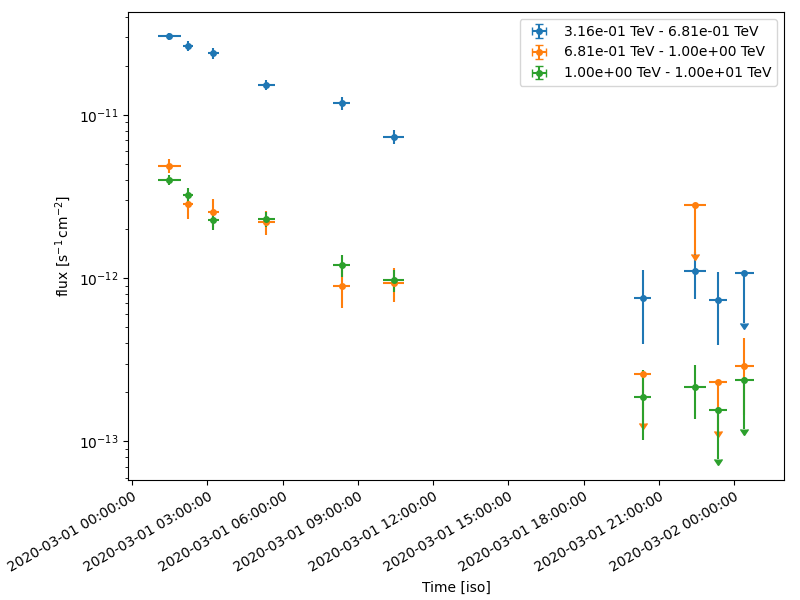 3.16e-01 TeV - 6.81e-01 TeV
6.81e-01 TeV - 1.00e+00 TeV
1.00e+00 TeV - 1.00e+01 TeV
10⁻¹¹
10⁻¹²
10⁻¹³
flux [s⁻¹ cm⁻²]
2020-03-01 00:00:00
2020-03-01 03:00:00
2020-03-01 06:00:00
2020-03-01 09:00:00
2020-03-01 12:00:00
2020-03-01 15:00:00
2020-03-01 18:00:00
2020-03-01 21:00:00
2020-03-02 00:00:00
Time [iso]